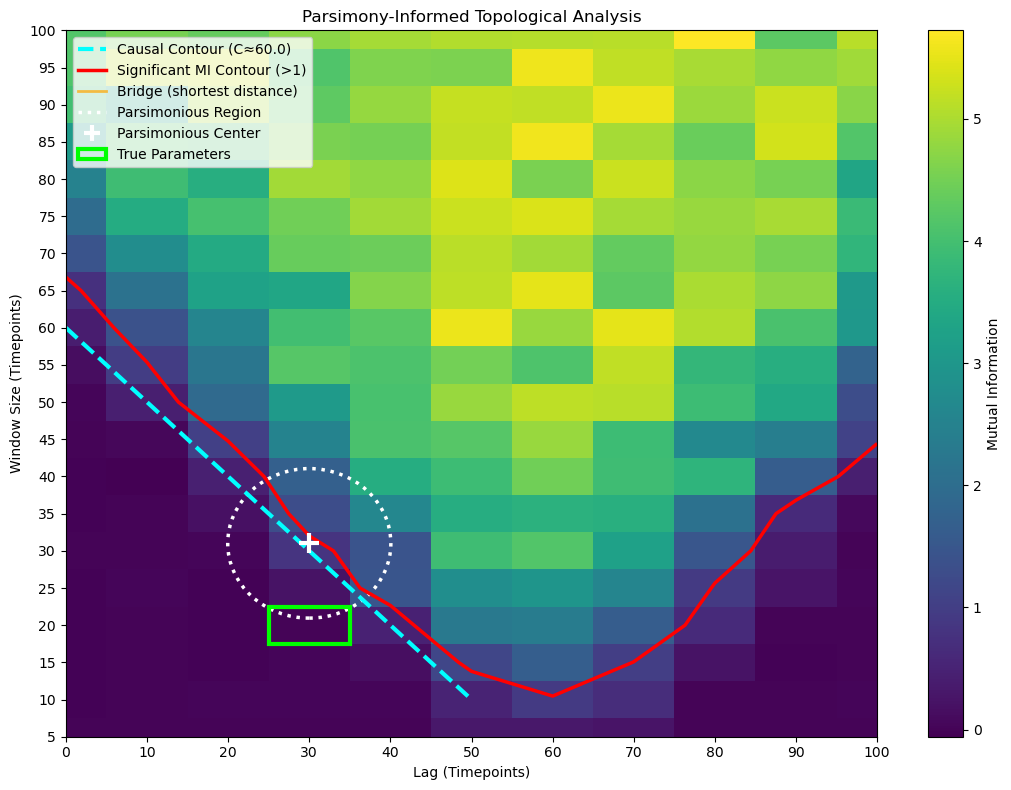 Parsimony-Informed Topological Analysis
Causal Contour (C≈60.0)
Significant MI Contour (>1)
Bridge (shortest distance)
Parsimonious Region
Parsimonious Center
True Parameters
Window Size (Timepoints)
100
95
90
85
80
75
70
65
60
55
50
45
40
35
30
25
20
15
10
5
0 10 20 30 40 50 60 70 80 90 100
Lag (Timepoints)
5
4
3
2
1
0
Mutual Information